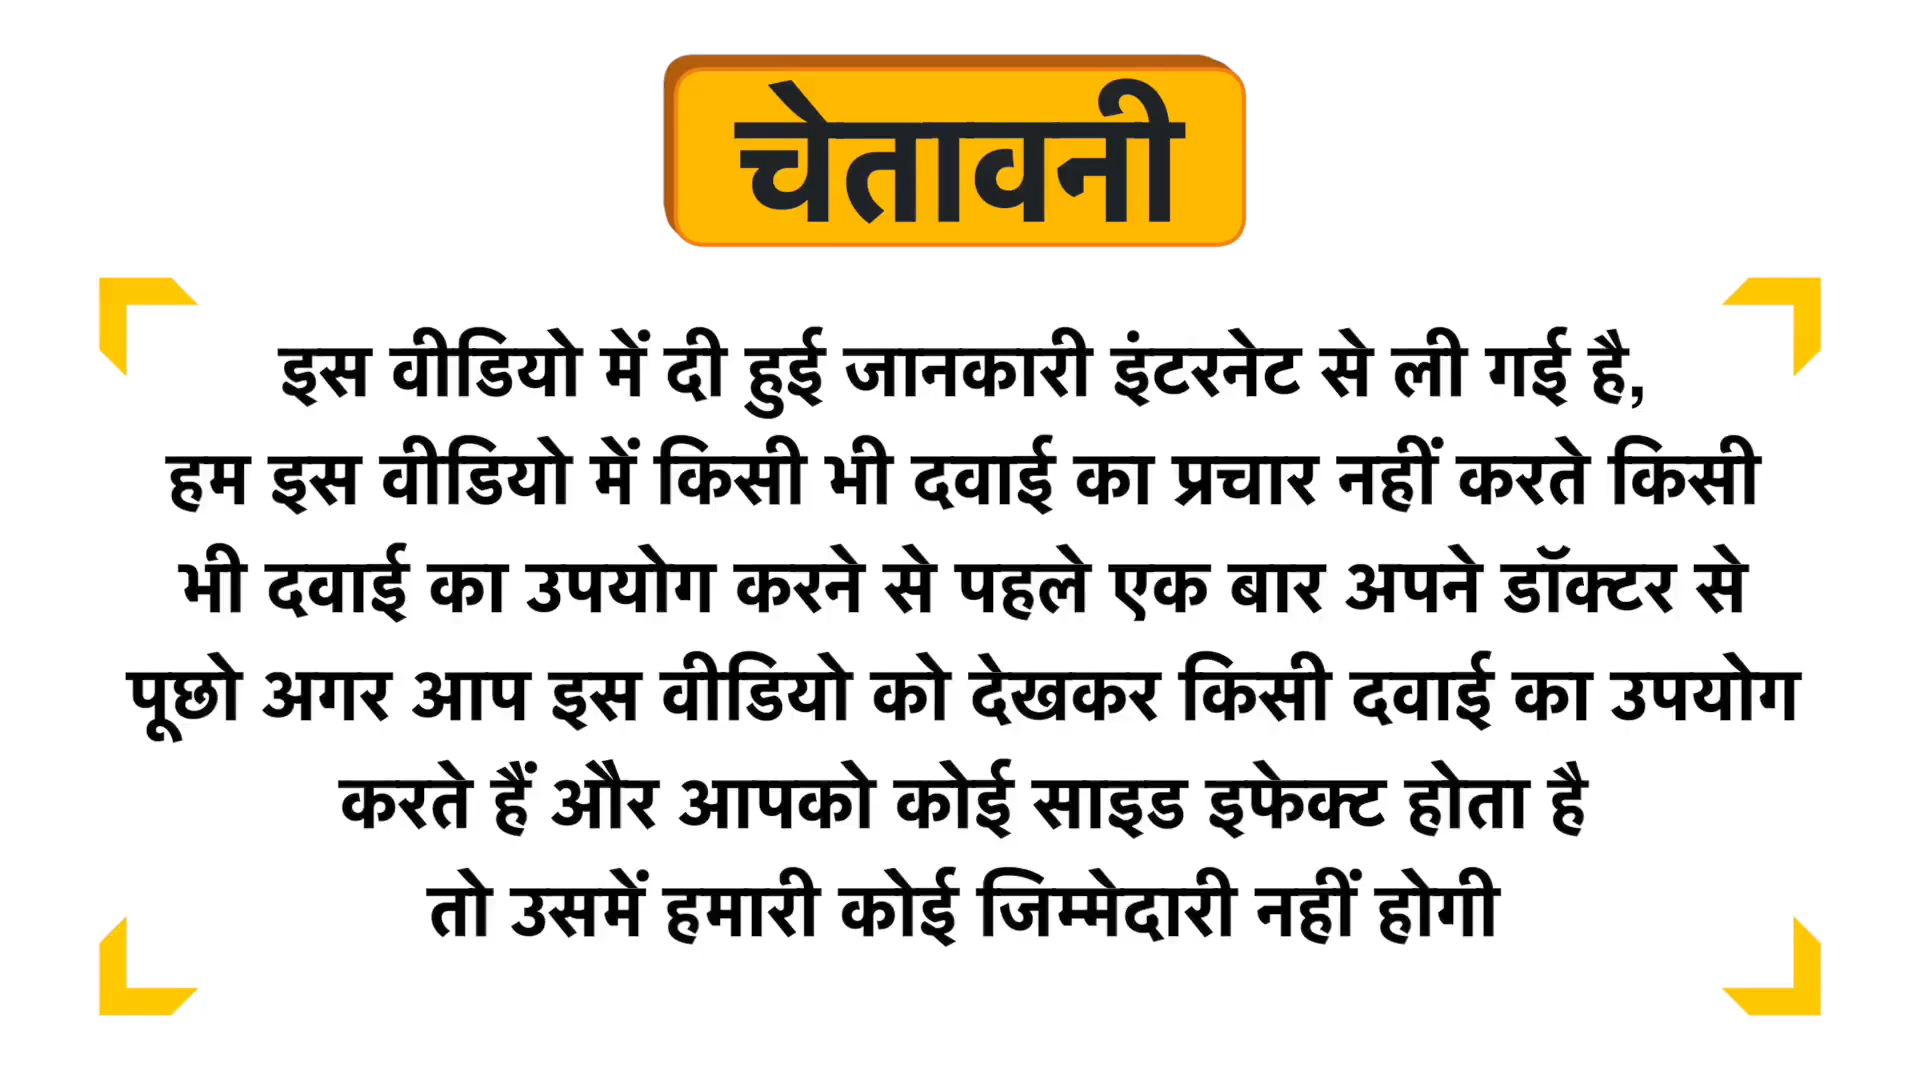 चेतावनी
इस वीडियो में दी हुई जानकारी इंटरनेट से ली गई है,
हम इस वीडियो में किसी भी दवाई का प्रचार नहीं करते किसी
भी दवाई का उपयोग करने से पहले एक बार अपने डॉक्टर से
पूछो अगर आप इस वीडियो को देखकर किसी दवाई का उपयोग
करते हैं और आपको कोई साइड इफेक्ट होता है
तो उसमें हमारी कोई जिम्मेदारी नहीं होगी